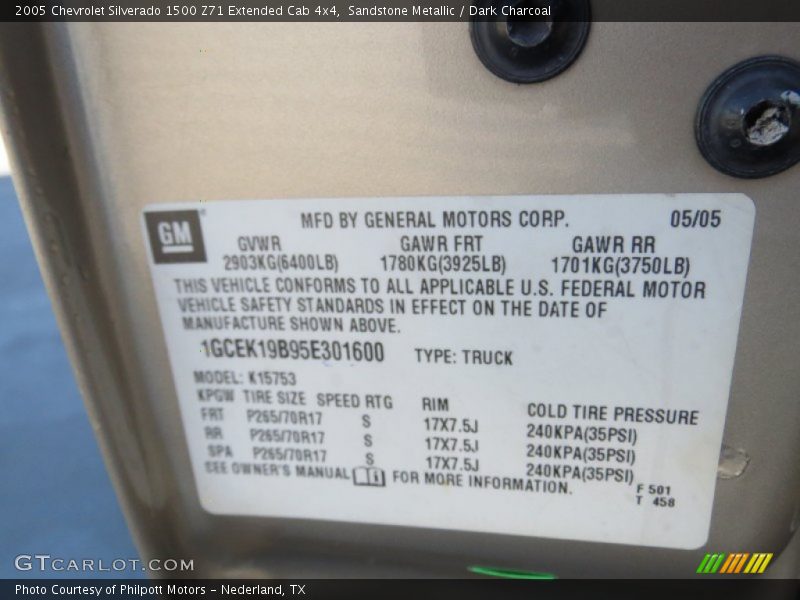 2005 Chevrolet Silverado 1500 Z71 Extended Cab 4x4, Sandstone Metallic / Dark Charcoal
GM
MFD BY GENERAL MOTORS CORP. 05/05
GVWR GAWR FRT GAWR RR
2903KG(6400LB) 1780KG(3925LB) 1701KG(3750LB)
THIS VEHICLE CONFORMS TO ALL APPLICABLE U.S. FEDERAL MOTOR
VEHICLE SAFETY STANDARDS IN EFFECT ON THE DATE OF
MANUFACTURE SHOWN ABOVE.
1GCEK19B95E301600 TYPE: TRUCK
MODEL: K15753
KPGW TIRE SIZE SPEED RTG RIM COLD TIRE PRESSURE
FRT P265/70R17 S 17X7.5J 240KPA(35PSI)
RR P265/70R17 S 17X7.5J 240KPA(35PSI)
SPA P265/70R17 S 17X7.5J 240KPA(35PSI)
SEE OWNER'S MANUAL FOR MORE INFORMATION.
F 501
T 458
GTCARLOT.COM
Photo Courtesy of Philpott Motors - Nederland, TX